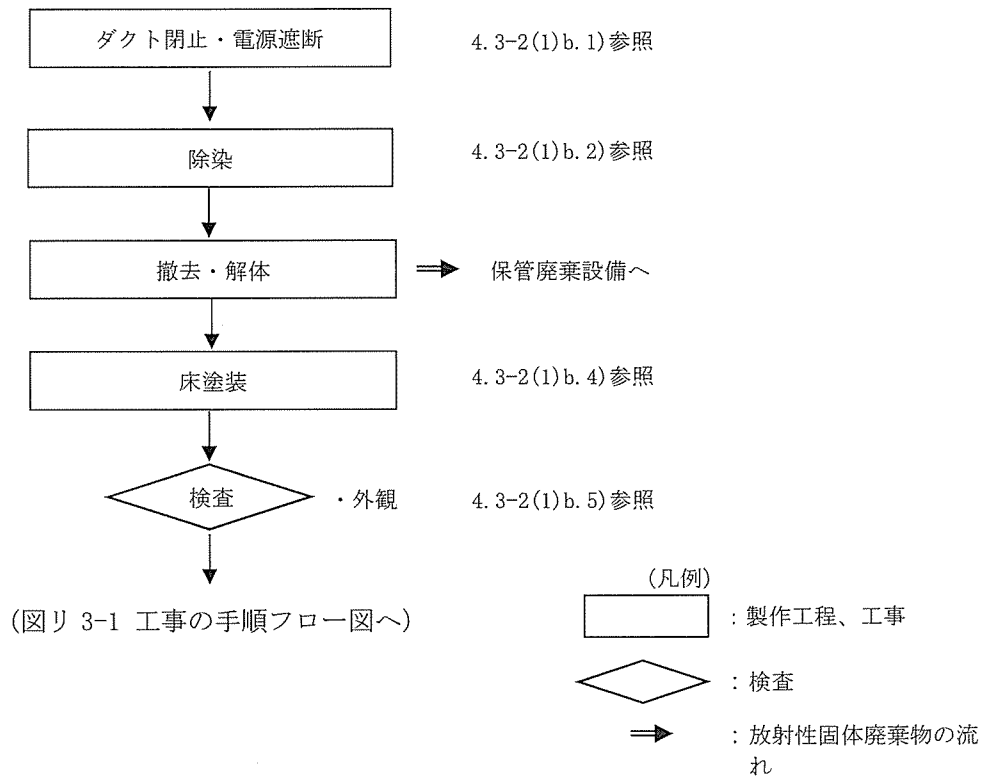 ダクト閉止・電源遮断
4.3-2(1)b.1)参照
除染
4.3-2(1)b.2)参照
撤去・解体
保管廃棄設備へ
床塗装
4.3-2(1)b.4)参照
検査
・外観
4.3-2(1)b.5)参照
(図リ 3-1 工事の手順フロー図へ)
(凡例)
：製作工程、工事
：検査
：放射性固体廃棄物の流
れ